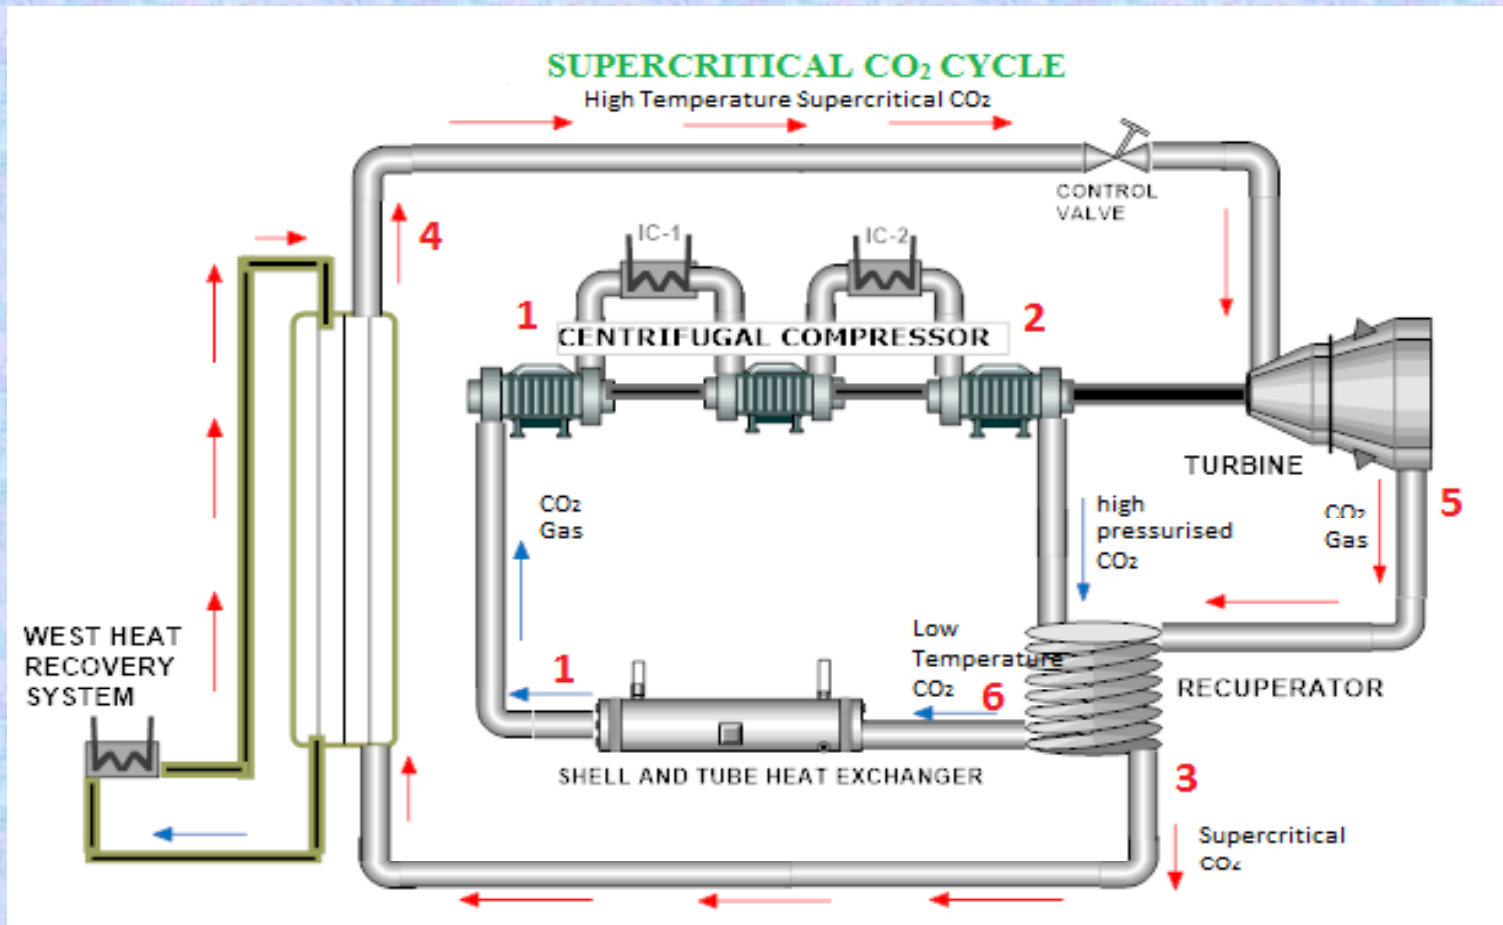 SUPERCRITICAL CO₂ CYCLE
High Temperature Supercritical CO₂
CONTROL
VALVE
4
IC-1
IC-2
1
2
CENTRIFUGAL COMPRESSOR
TURBINE
5
CO₂
Gas
high
pressurised
CO₂
CO₂
Gas
WEST HEAT
RECOVERY
SYSTEM
Low
Temperature
CO₂
1
6
RECUPERATOR
SHELL AND TUBE HEAT EXCHANGER
3
Supercritical
CO₂